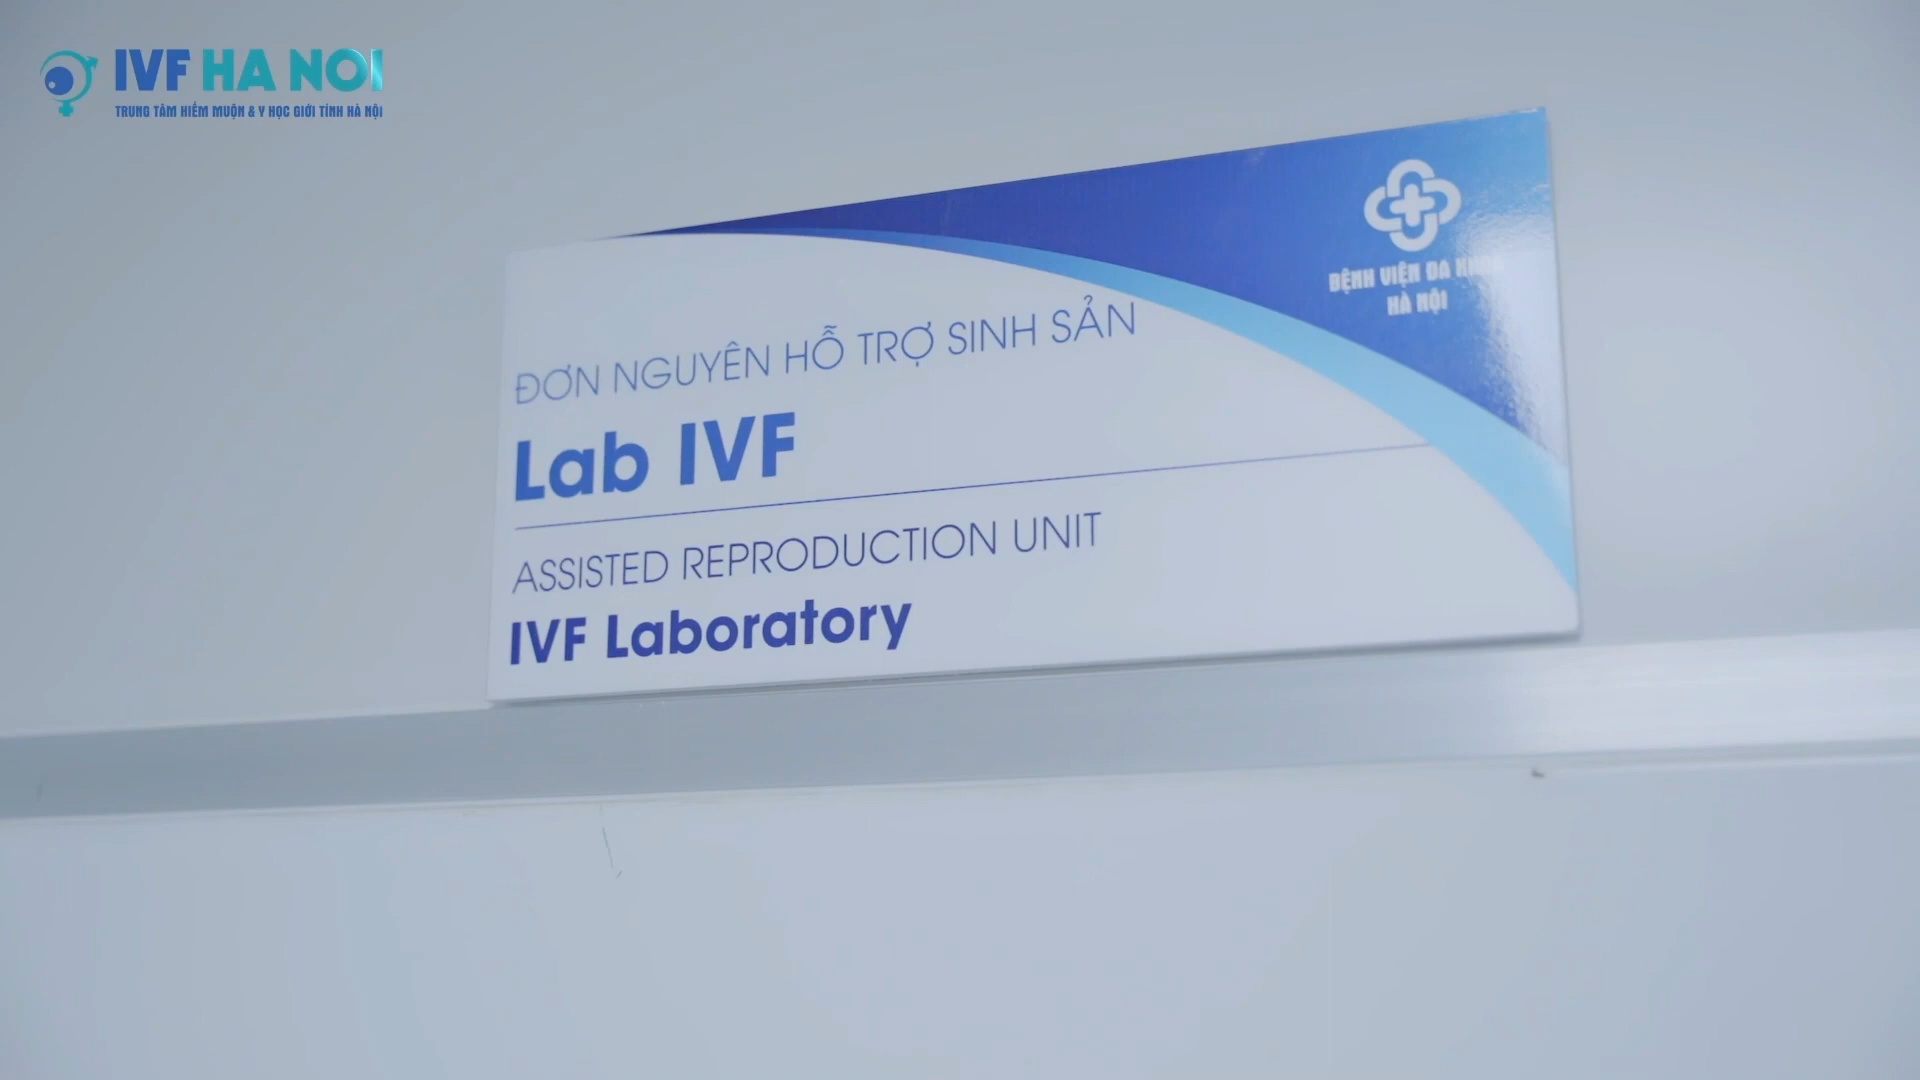 IVF HA NOI
TRUNG TÂM HIẾM MUỘN & Y HỌC GIỚI TÍNH HÀ NỘI
BỆNH VIỆN ĐA
HÀ NỘI
ĐƠN NGUYÊN HỖ TRỢ SINH SẢN
Lab IVF
ASSISTED REPRODUCTION UNIT
IVF Laboratory